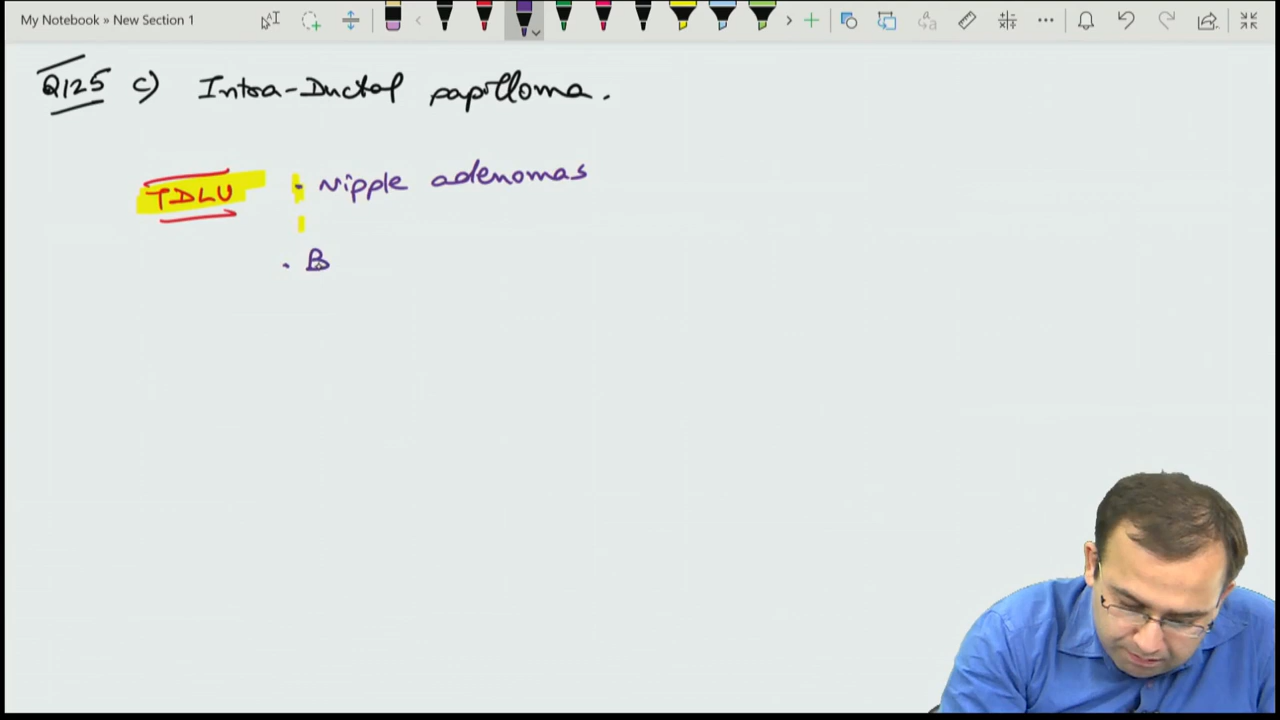 My Notebook » New Section 1
Q125 c) Intra-Ductal papilloma.
TDLU · Nipple adenomas
· B